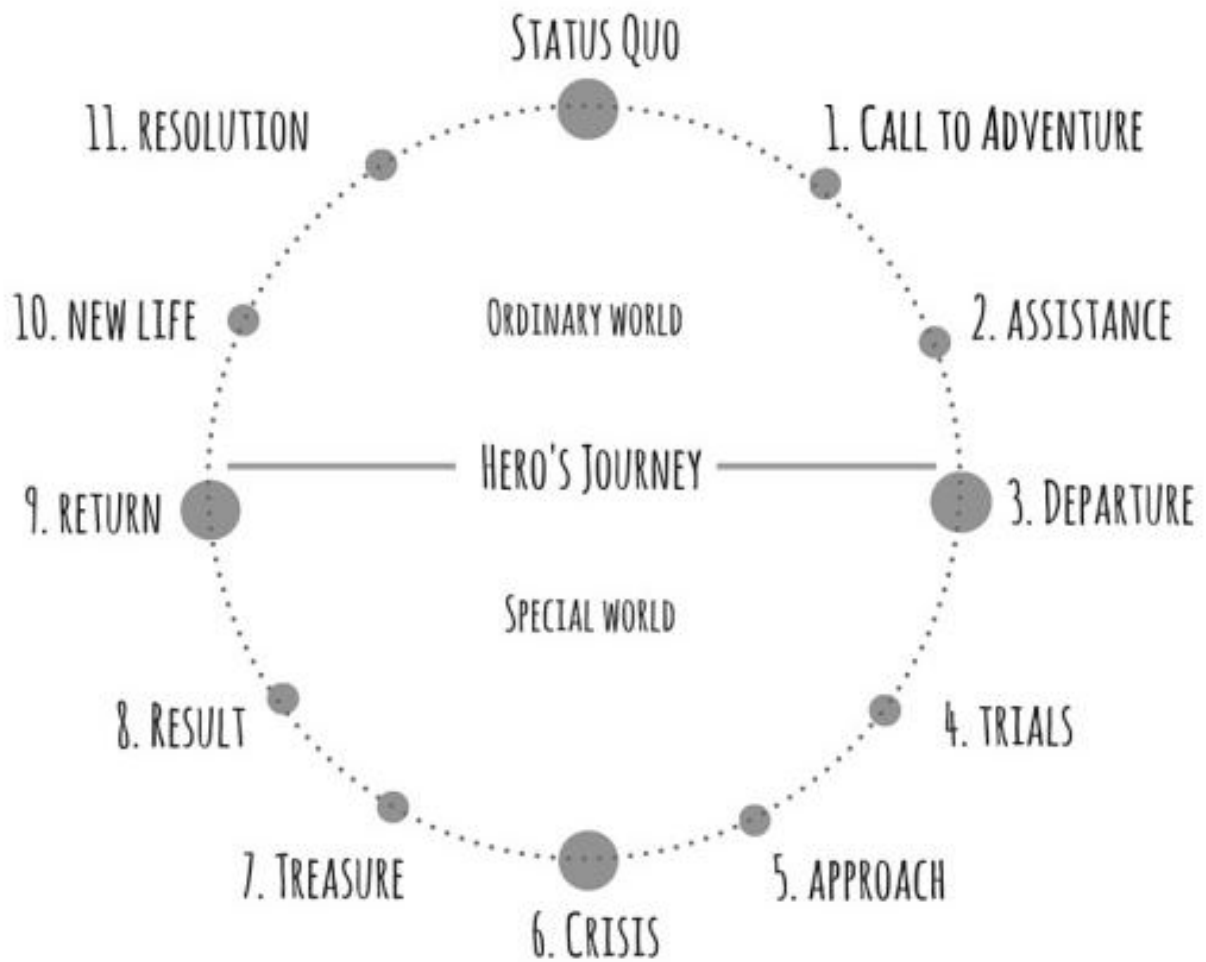 STATUS QUO
11. RESOLUTION
1. CALL TO ADVENTURE
10. NEW LIFE
ORDINARY WORLD
2. ASSISTANCE
HERO'S JOURNEY
9. RETURN
3. DEPARTURE
SPECIAL WORLD
8. RESULT
4. TRIALS
7. TREASURE
5. APPROACH
6. CRISIS